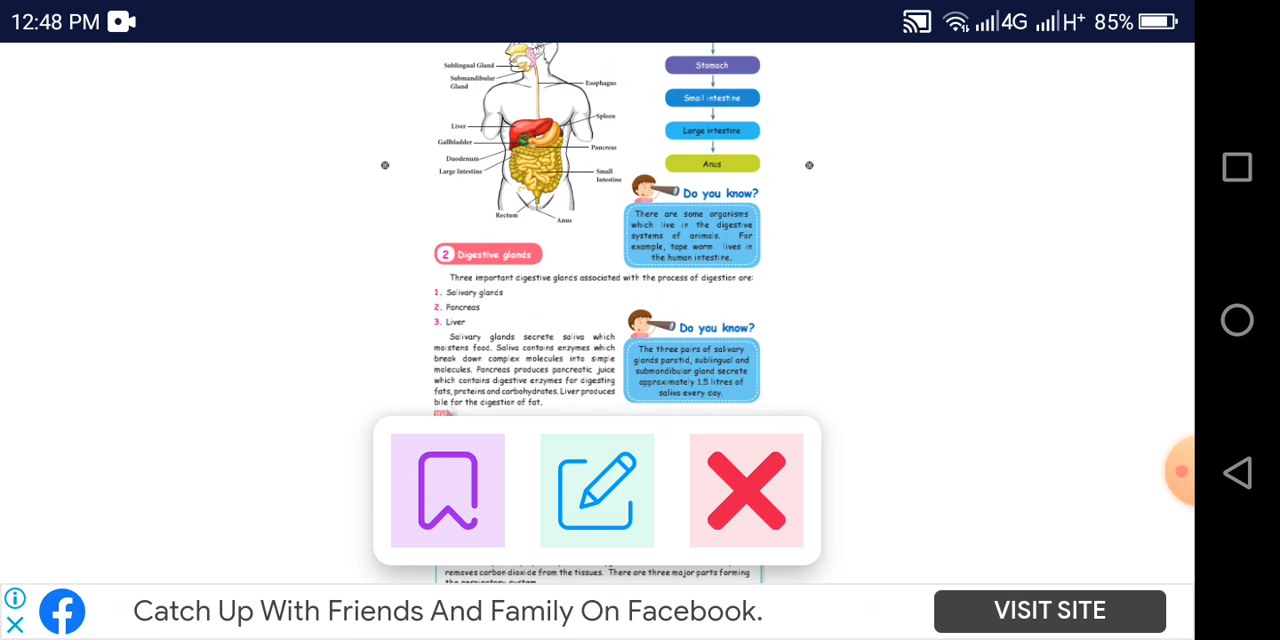 12:48 PM
4G
H+
85%
Sublingual Gland
Submandibular
Gland
Esophagus
Spleen
Liver
Gallbladder
Pancreas
Duodenum
Large Intestine
Small
Intestine
Rectum
Anus
Stomach
Small intestine
Large intestine
Anus
Do you know?
There are some organisms
which live in the digestive
systems of animals. For
example, tape worm lives in
the human intestine.
2 Digestive glands
Three important digestive glands associated with the process of digestion are:
1. Salivary glands
2. Pancreas
3. Liver
Salivary glands secrete saliva which
moistens food. Saliva contains enzymes which
break down complex molecules into simple
molecules. Pancreas produces pancreatic juice
which contains digestive enzymes for digesting
fats, proteins and carbohydrates. Liver produces
bile for the digestion of fat.
Do you know?
The three pairs of salivary
glands parotid, sublingual and
submandibular gland secrete
approximately 1.5 litres of
saliva every day.
removes carbon dioxide from the tissues. There are three major parts forming
the respiratory system
Catch Up With Friends And Family On Facebook.
VISIT SITE